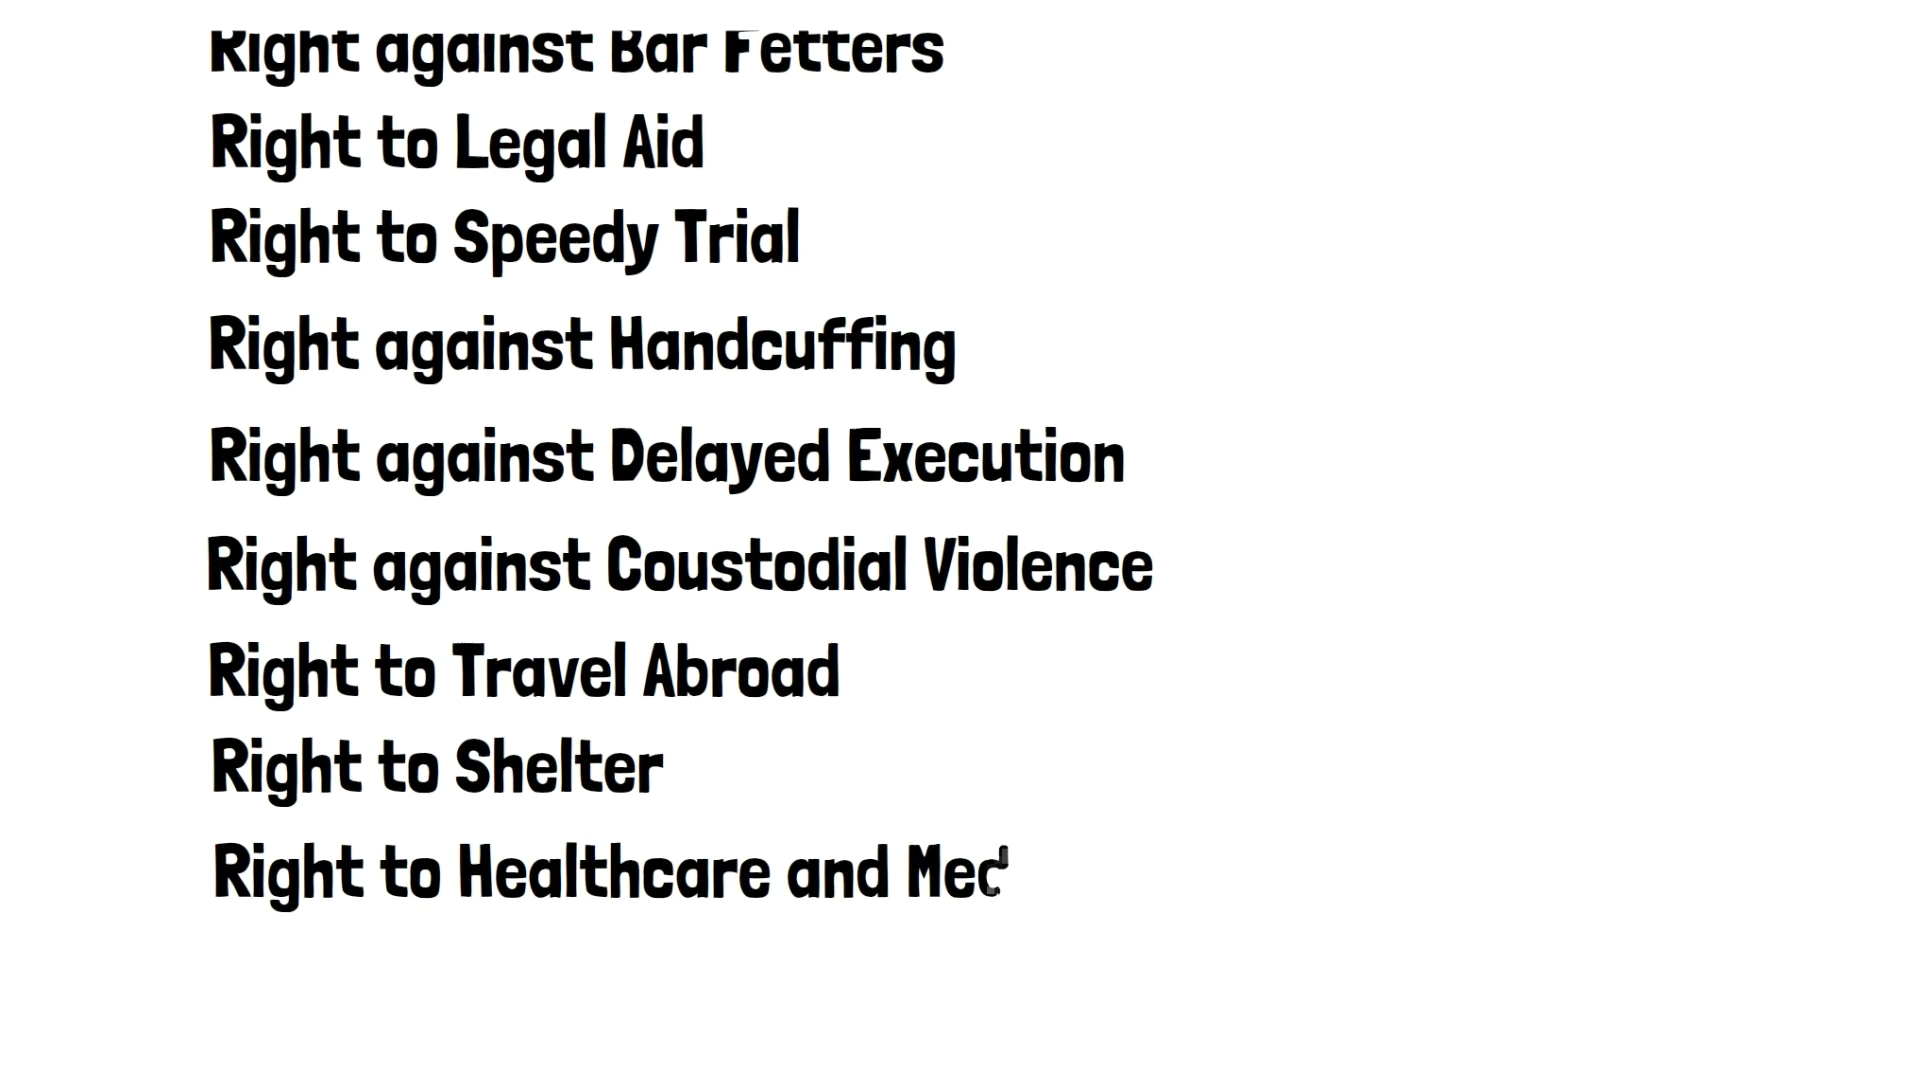 Right against Bar Fetters
Right to Legal Aid
Right to Speedy Trial
Right against Handcuffing
Right against Delayed Execution
Right against Coustodial Violence
Right to Travel Abroad
Right to Shelter
Right to Healthcare and